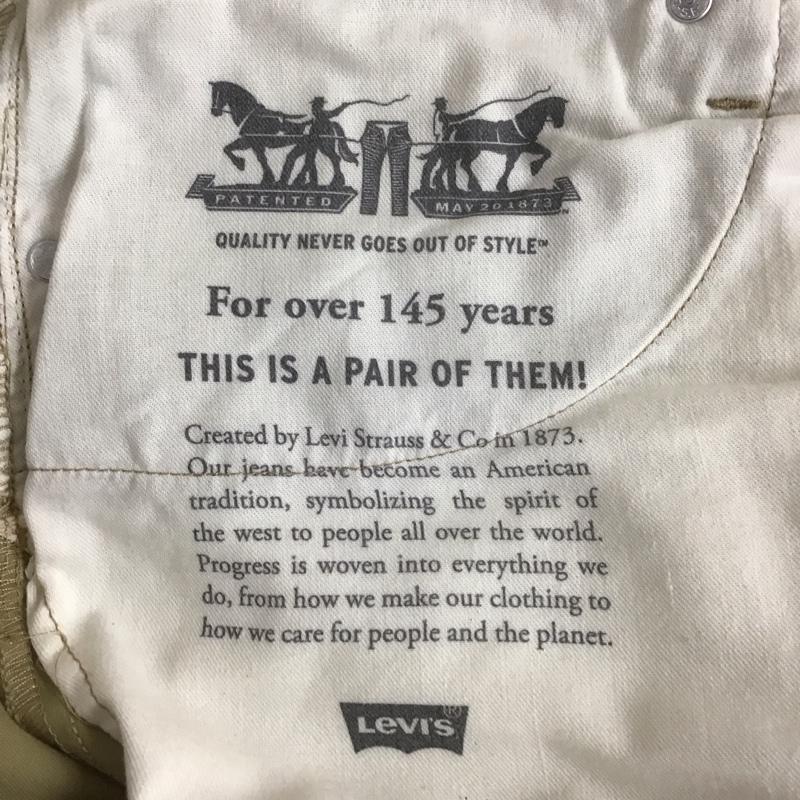 PATENTED MAY 20 1873 ™
QUALITY NEVER GOES OUT OF STYLE™
For over 145 years
THIS IS A PAIR OF THEM!
Created by Levi Strauss & Co in 1873.
Our jeans have become an American
tradition, symbolizing the spirit of
the west to people all over the world.
Progress is woven into everything we
do, from how we make our clothing to
how we care for people and the planet.
LEVI'S ®